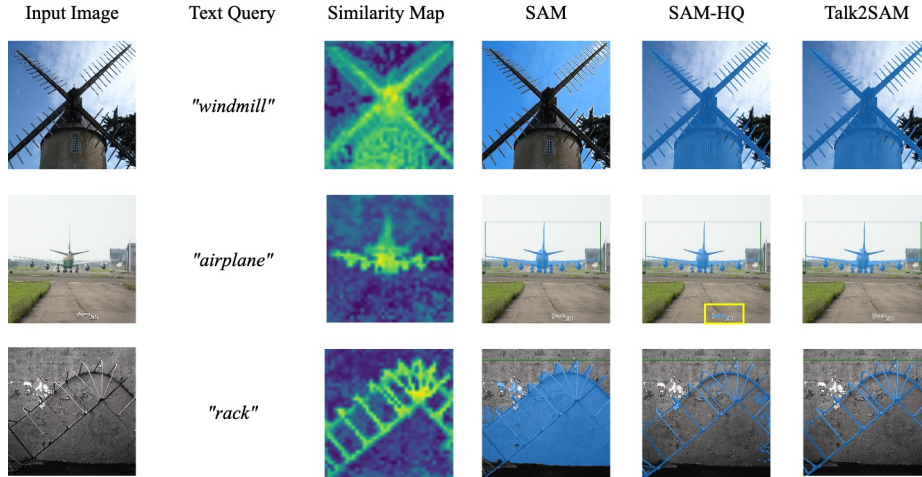 Input Image Text Query Similarity Map SAM SAM-HQ Talk2SAM
"windmill"
"airplane"
"rack"